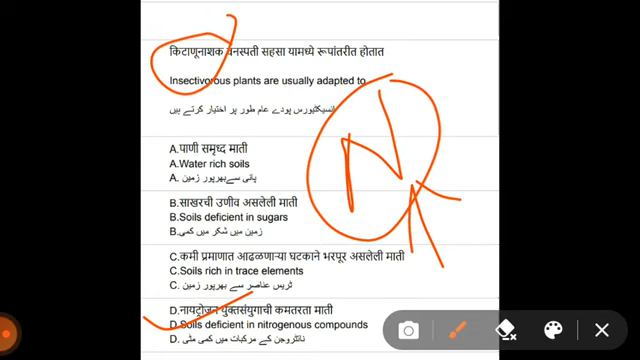 किटाणूनाशक वनस्पती सहसा यामध्ये रूपांतरीत होतात
Insectivorous plants are usually adapted to
انسیکٹیورس پودے عام طور پر اختیار کرتے ہیں
N
A.पाणी समृध्द माती
A.Water rich soils
A. پانی سے بھرپور زمین
B.साखरची उणीव असलेली माती
B.Soils deficient in sugars
B. زمین میں شکر میں کمی
C.कमी प्रमाणात आढळणाऱ्या घटकाने भरपूर असलेली माती
C.Soils rich in trace elements
C. ٹریس عناصر سے بھرپور زمین
D.नायट्रोजन युक्तसंयुगाची कमतरता माती
D.Soils deficient in nitrogenous compounds
D. نائٹروجن کے مرکبات میں کمی مٹی